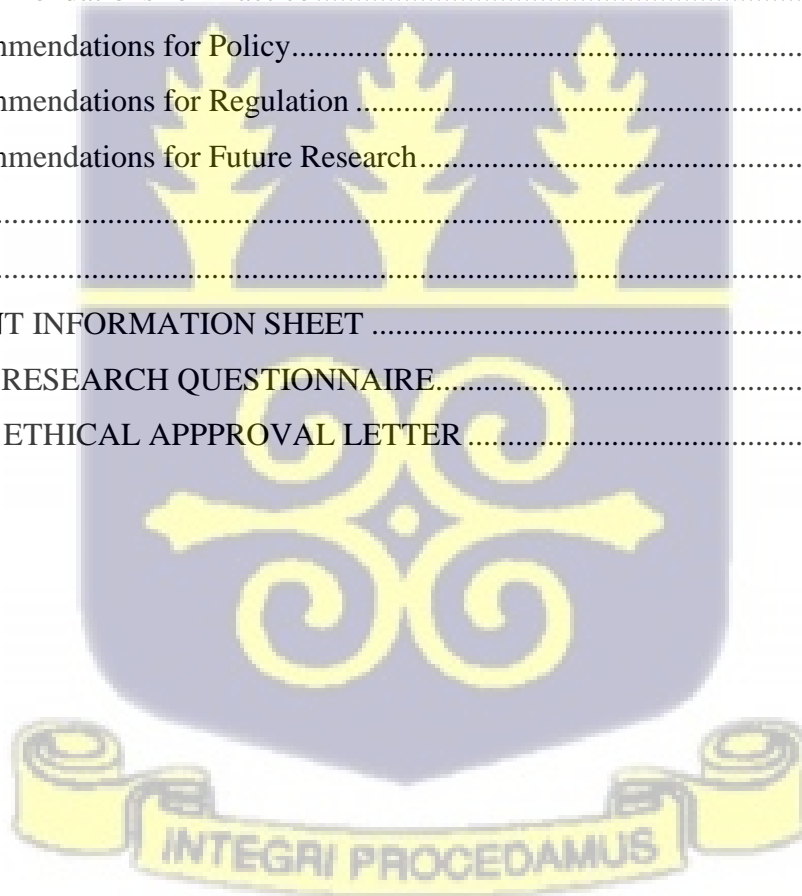 mmendations for Policy
mmendations for Regulation
mmendations for Future Research
NT INFORMATION SHEET
RESEARCH QUESTIONNAIRE
ETHICAL APPPROVAL LETTER
INTEGRI PROCEDAMUS